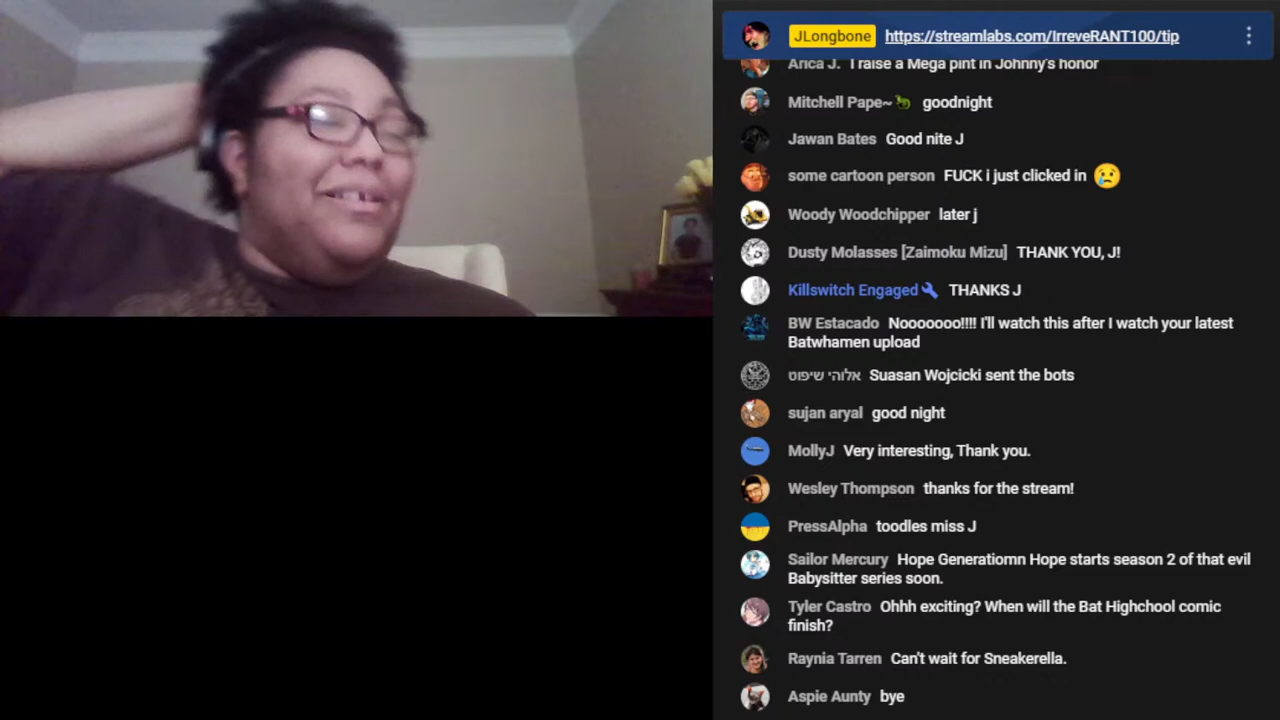 JLongbone https://streamlabs.com/IrreveRANT100/tip
Arica J. I raise a Mega pint in Johnny's honor
Mitchell Pape~ goodnight
Jawan Bates Good nite J
some cartoon person FUCK i just clicked in
Woody Woodchipper later j
Dusty Molasses [Zaimoku Mizu] THANK YOU, J!
Killswitch Engaged THANKS J
BW Estacado Nooooooo!!!! I'll watch this after I watch your latest
Batwhamen upload
אלוהי שיפוט Suasan Wojcicki sent the bots
sujan aryal good night
MollyJ Very interesting, Thank you.
Wesley Thompson thanks for the stream!
PressAlpha toodles miss J
Sailor Mercury Hope Generatiomn Hope starts season 2 of that evil
Babysitter series soon.
Tyler Castro Ohhh exciting? When will the Bat Highchool comic
finish?
Raynia Tarren Can't wait for Sneakerella.
Aspie Aunty bye